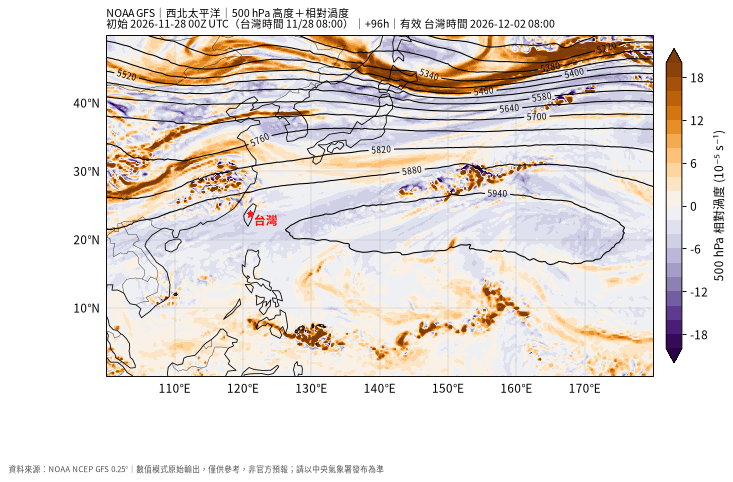 NOAA GFS｜西北太平洋｜500 hPa 高度＋相對渦度
初始 2026-11-28 00Z UTC（台灣時間 11/28 08:00）｜+96h｜有效 台灣時間 2026-12-02 08:00
5520
5340
5220
5280
5400
5460
5580
5640
5700
5760
5820
5880
5940
台灣
40°N
30°N
20°N
10°N
110°E
120°E
130°E
140°E
150°E
160°E
170°E
18
12
6
0
-6
-12
-18
500 hPa 相對渦度 (10⁻⁵ s⁻¹)
資料來源：NOAA NCEP GFS 0.25°｜數值模式原始輸出，僅供參考，非官方預報；請以中央氣象署發布為準